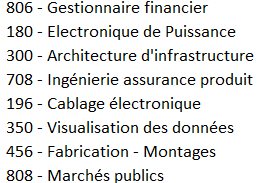 806 - Gestionnaire financier
180 - Electronique de Puissance
300 - Architecture d'infrastructure
708 - Ingénierie assurance produit
196 - Cablage électronique
350 - Visualisation des données
456 - Fabrication - Montages
808 - Marchés publics